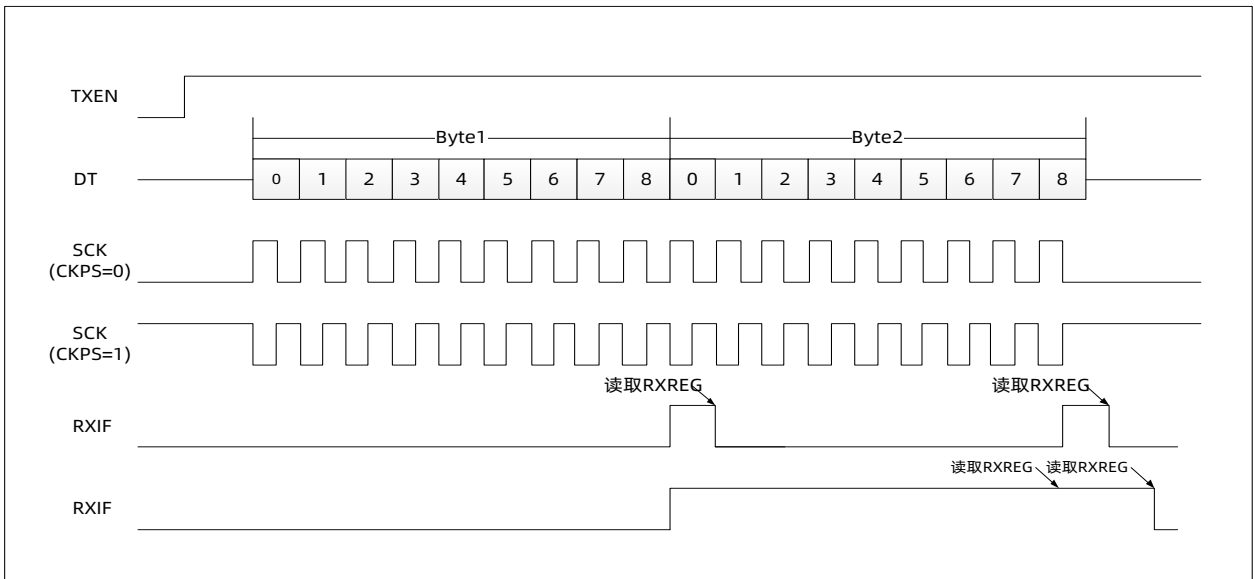 TXEN
Byte1 Byte2
DT 0 1 2 3 4 5 6 7 8 0 1 2 3 4 5 6 7 8
SCK
(CKPS=0)
SCK
(CKPS=1)
读取RXREG 读取RXREG
RXIF
读取RXREG 读取RXREG
RXIF